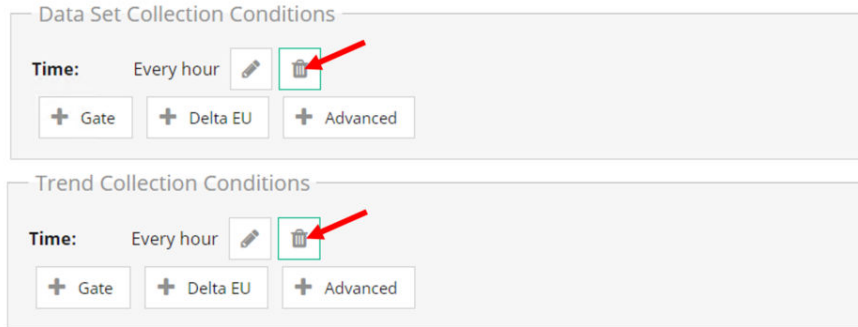 Data Set Collection Conditions
Time: Every hour
Gate Delta EU Advanced
Trend Collection Conditions
Time: Every hour
Gate Delta EU Advanced